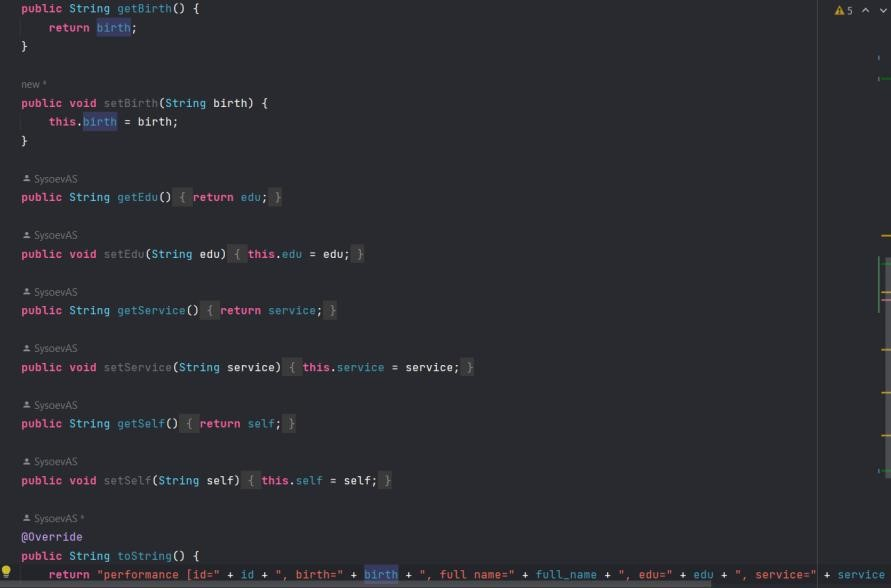 public String getBirth() {
return birth;
}
new *
public void setBirth(String birth) {
this.birth = birth;
}
SysoevAS
public String getEdu() { return edu; }
SysoevAS
public void setEdu(String edu) { this.edu = edu; }
SysoevAS
public String getService() { return service; }
SysoevAS
public void setService(String service) { this.service = service; }
SysoevAS
public String getSelf() { return self; }
SysoevAS
public void setSelf(String self) { this.self = self; }
SysoevAS *
@Override
public String toString() {
return "performance [id=" + id + ", birth=" + birth + ", full name=" + full_name + ", edu=" + edu + ", service=" + service
5